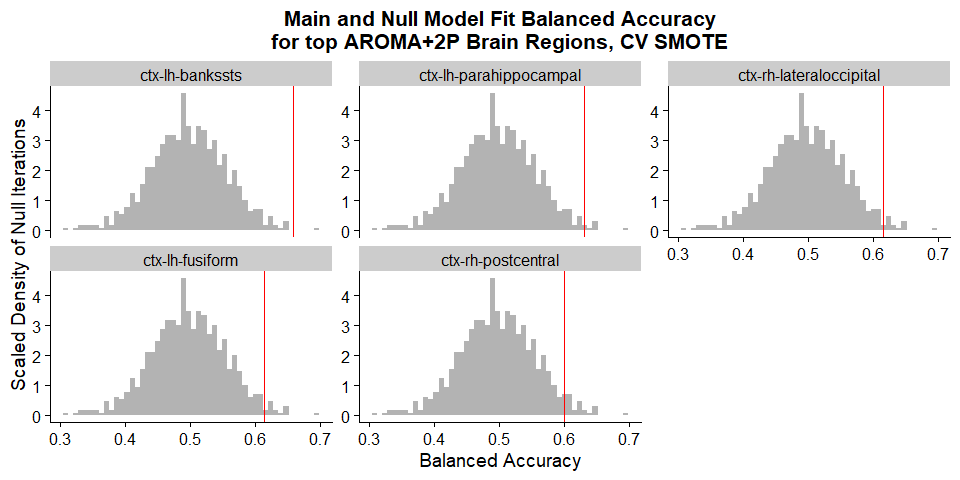 Main and Null Model Fit Balanced Accuracy
for top AROMA+2P Brain Regions, CV SMOTE
ctx-lh-bankssts
ctx-lh-parahippocampal
ctx-rh-lateraloccipital
4
3
2
1
0
4
3
2
1
0
4
3
2
1
0
0.3 0.4 0.5 0.6 0.7
ctx-lh-fusiform
ctx-rh-postcentral
4
3
2
1
0
4
3
2
1
0
0.3 0.4 0.5 0.6 0.7
0.3 0.4 0.5 0.6 0.7
Scaled Density of Null Iterations
Balanced Accuracy